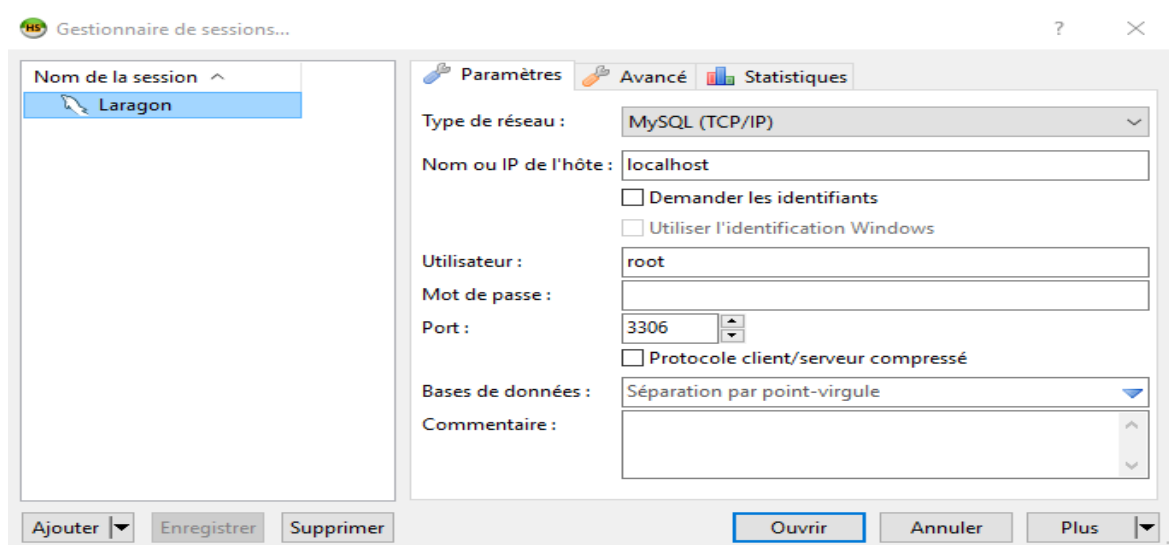 HS Gestionnaire de sessions... ?
Nom de la session
Laragon
Paramètres Avancé Statistiques
Type de réseau : MySQL (TCP/IP)
Nom ou IP de l'hôte : localhost
Demander les identifiants
Utiliser l'identification Windows
Utilisateur : root
Mot de passe :
Port : 3306
Protocole client/serveur compressé
Bases de données : Séparation par point-virgule
Commentaire :
Ajouter Enregistrer Supprimer Ouvrir Annuler Plus